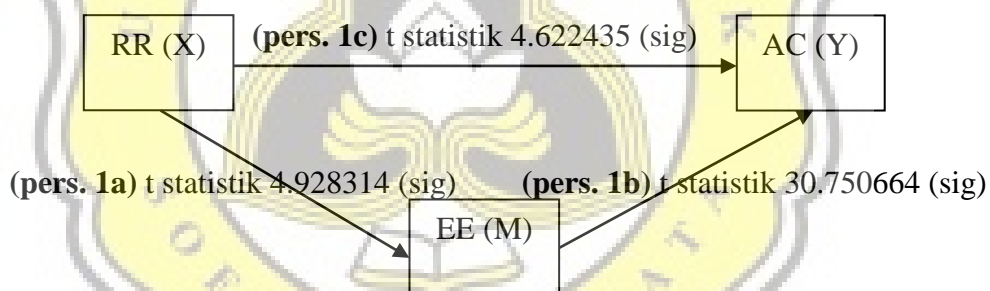 RR (X) (pers. 1c) t statistik 4.622435 (sig) AC (Y)
(pers. 1a) t statistik 4.928314 (sig) (pers. 1b) t statistik 30.750664 (sig)
EE (M)